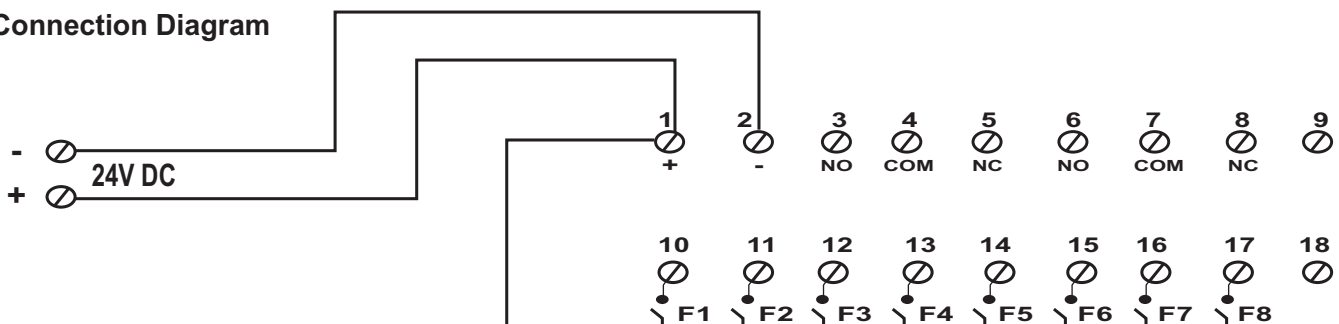 Connection Diagram
1 2 3 4 5 6 7 8 9
-
24V DC
+ - NO COM NC NO COM NC
+
10 11 12 13 14 15 16 17 18
F1 F2 F3 F4 F5 F6 F7 F8